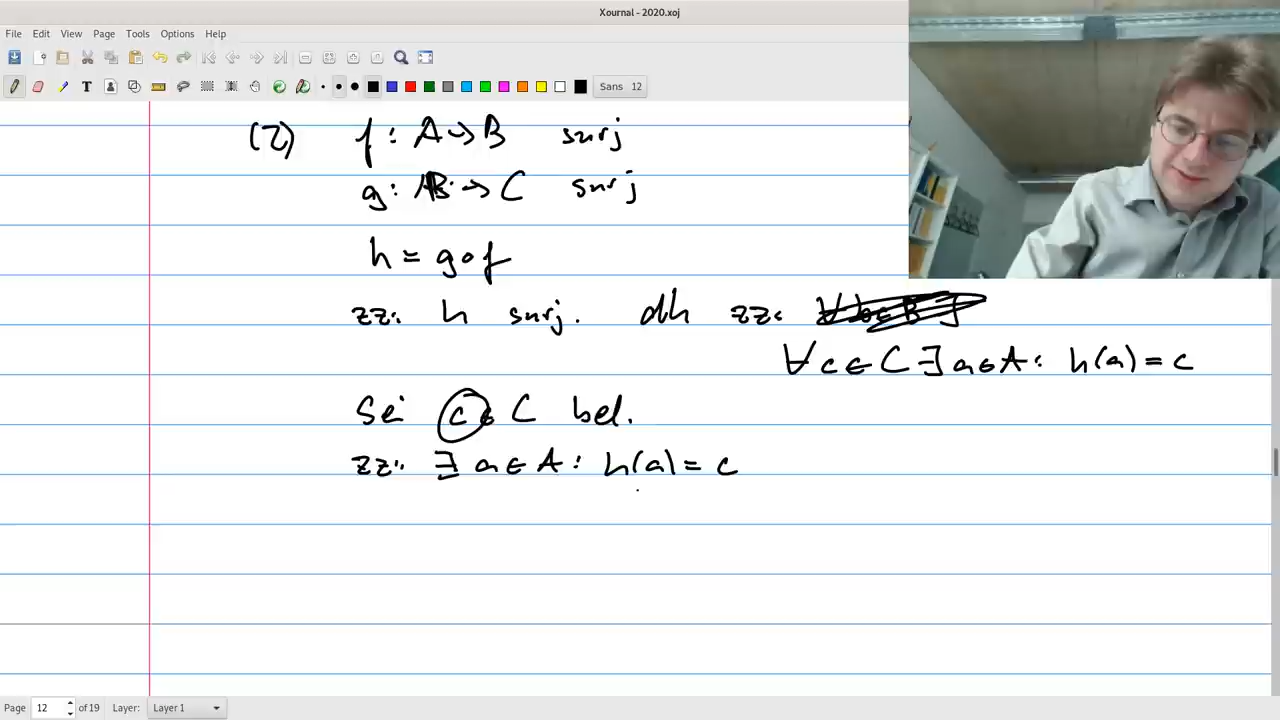 Xournal - 2020.xoj
File Edit View Page Tools Options Help
Sans 12
(2) f : A → B surj
g : B → C surj
h = g∘f
zz: h surj. dh zz:
∀ c ∈ C ∃ a ∈ A : h(a) = c
Sei c ∈ C bel.
zz: ∃ a ∈ A : h(a) = c
Page 12 of 19 Layer: Layer 1